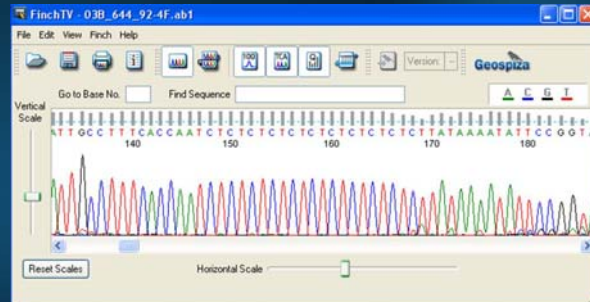 FinchTV - 03B_644_92-4F.ab1
File Edit View Finch Help
Version: Geospiza
Go to Base No. Find Sequence A C G T
Vertical Scale
ATTGCCTTTCACCAATCTCTCTCTCTCTCTCTCTCTCTTATAAAATATTCCGGT
140 150 160 170 180
Reset Scales Horizontal Scale